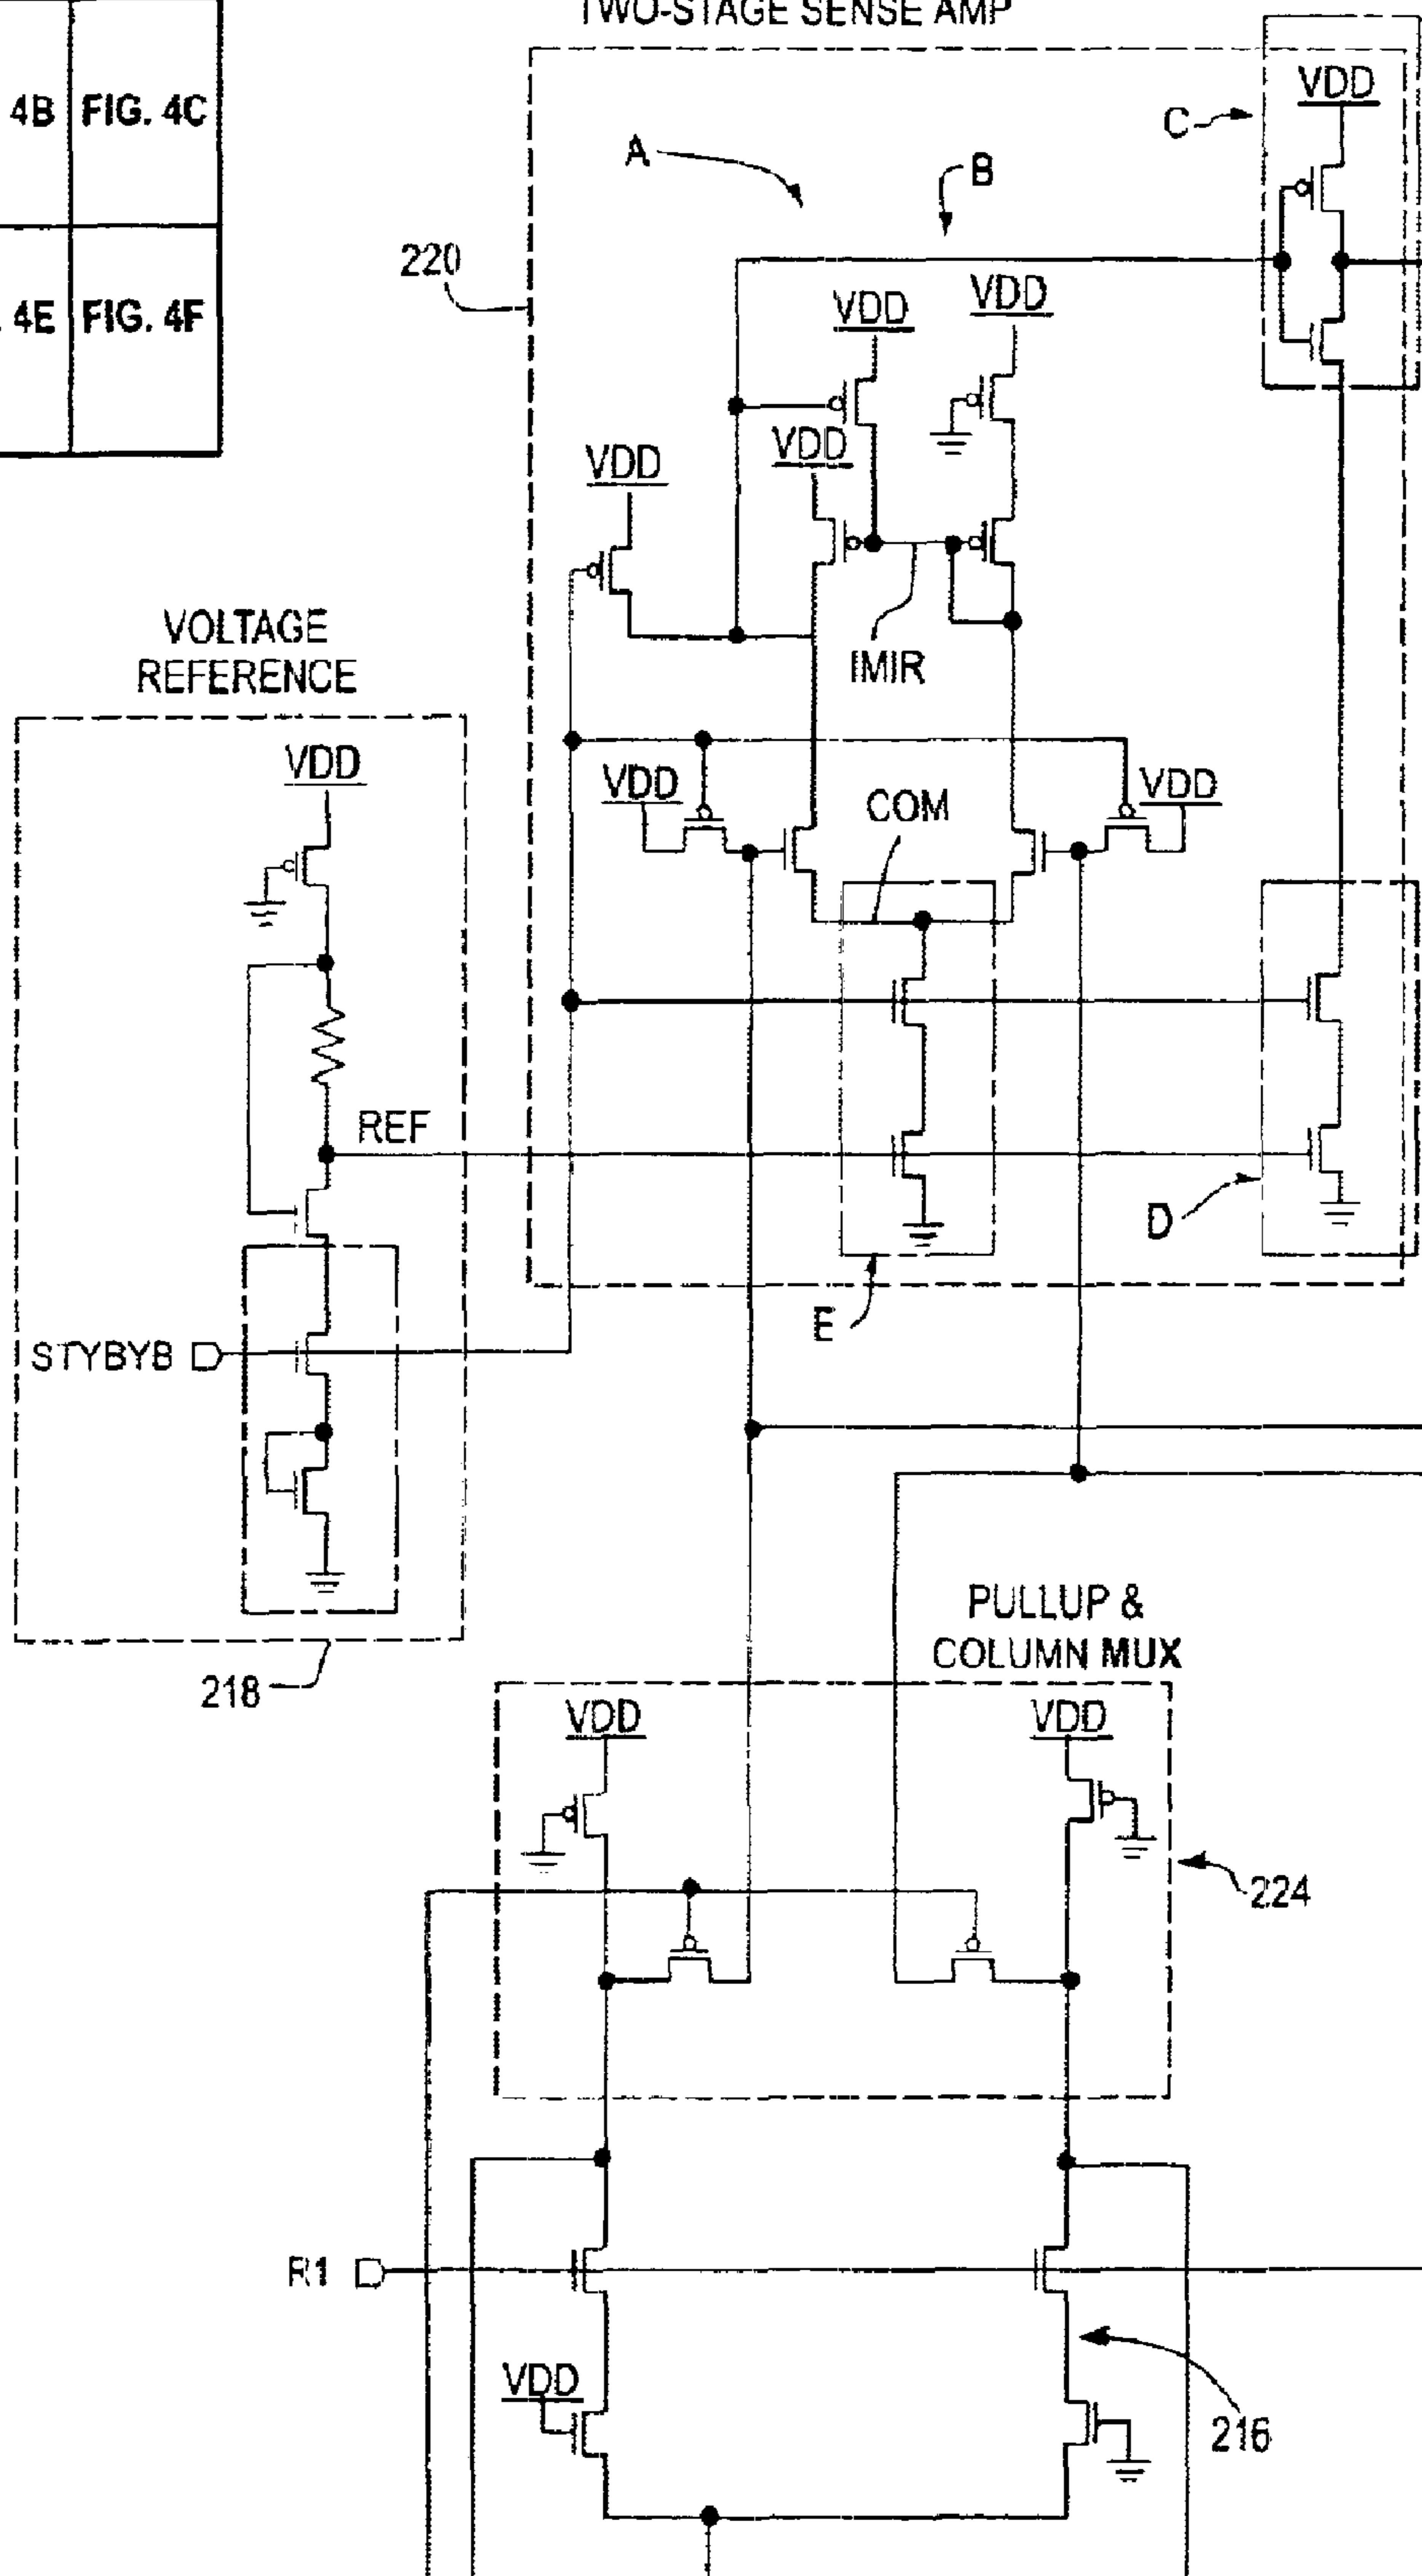 TWO-STAGE SENSE AMP
4B FIG. 4C
. 4E FIG. 4F
VDD
C
A
B
220
VDD
VDD
VDD
VDD
IMIR
VOLTAGE
REFERENCE
VDD
VDD
COM
VDD
REF
D
E
STYBYB
PULLUP &
COLUMN MUX
218
VDD
VDD
224
R1
VDD
216